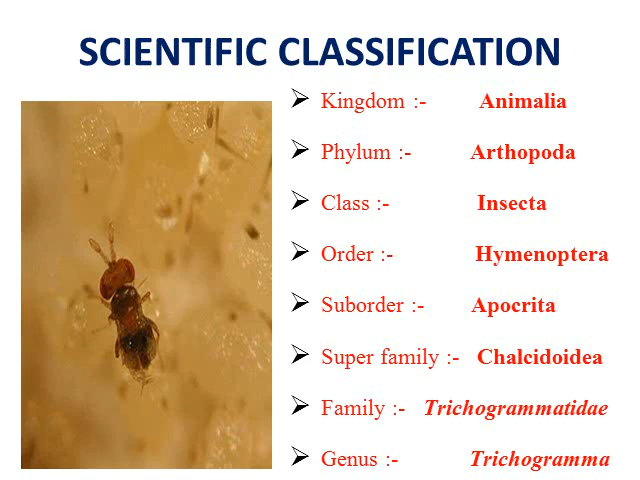 SCIENTIFIC CLASSIFICATION
Kingdom :- Animalia
Phylum :- Arthopoda
Class :- Insecta
Order :- Hymenoptera
Suborder :- Apocrita
Super family :- Chalcidoidea
Family :- Trichogrammatidae
Genus :- Trichogramma